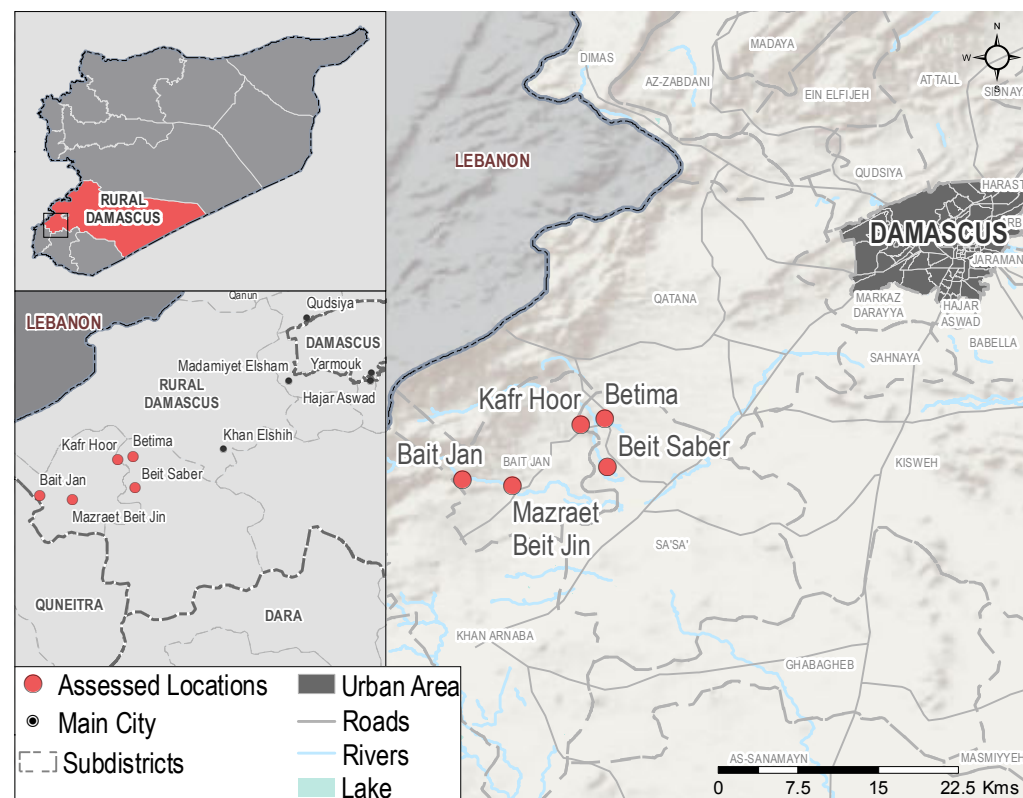 RURAL
DAMASCUS
LEBANON
Qanun
Qudsiya
DAMASCUS
Madamiyet Elsham
Yarmouk
RURAL
DAMASCUS
Hajar Aswad
Kafr Hoor
Betima
Khan Elshih
Bait Jan
Beit Saber
Mazraet Beit Jin
QUNEITRA
DARA
Assessed Locations
Main City
Subdistricts
Urban Area
Roads
Rivers
Lake
N
W
S
DIMAS
MADAYA
AZ-ZABDANI
AT-TALL
EIN ELFIJEH
SIDNAY
LEBANON
QUDSIYA
HARAST
DAMASCUS
ARB
JARAMAN
QATANA
MARKAZ
DARAYYA
HAJAR
ASWAD
BABELLA
SAHNAYA
Kafr Hoor
Betima
Beit Saber
Bait Jan
BAIT JAN
KISWEH
Mazraet
Beit Jin
SA'SA'
KHAN ARNABA
GHABAGHEB
AS-SANAMAYN
MASMIYYEH
0 7.5 15 22.5 Kms